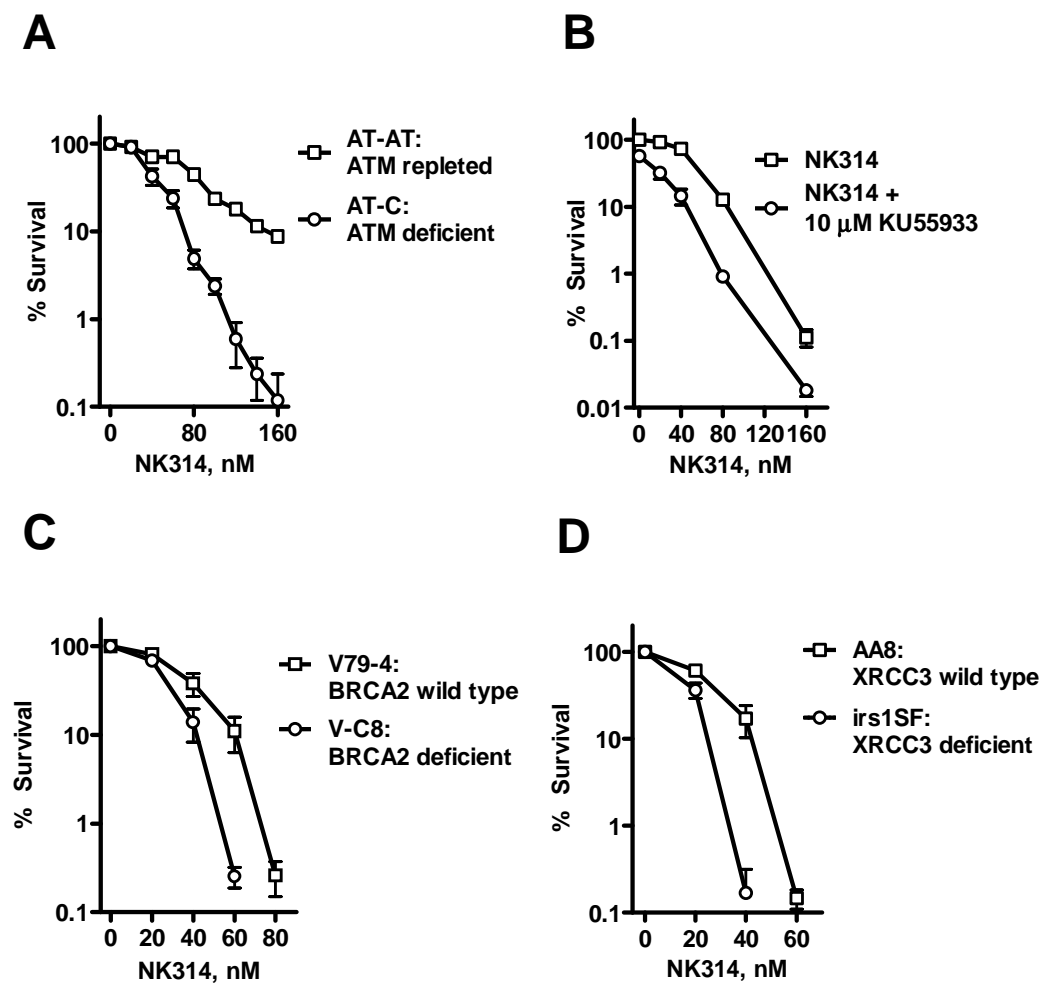 A
% Survival
100
10
1
0.1
0 80 160
NK314, nM
AT-AT:
ATM repleted
AT-C:
ATM deficient
B
% Survival
100
10
1
0.1
0.01
0 40 80 120 160
NK314, nM
NK314
NK314 +
10 μM KU55933
C
% Survival
100
10
1
0.1
0 20 40 60 80
NK314, nM
V79-4:
BRCA2 wild type
V-C8:
BRCA2 deficient
D
% Survival
100
10
1
0.1
0 20 40 60
NK314, nM
AA8:
XRCC3 wild type
irs1SF:
XRCC3 deficient